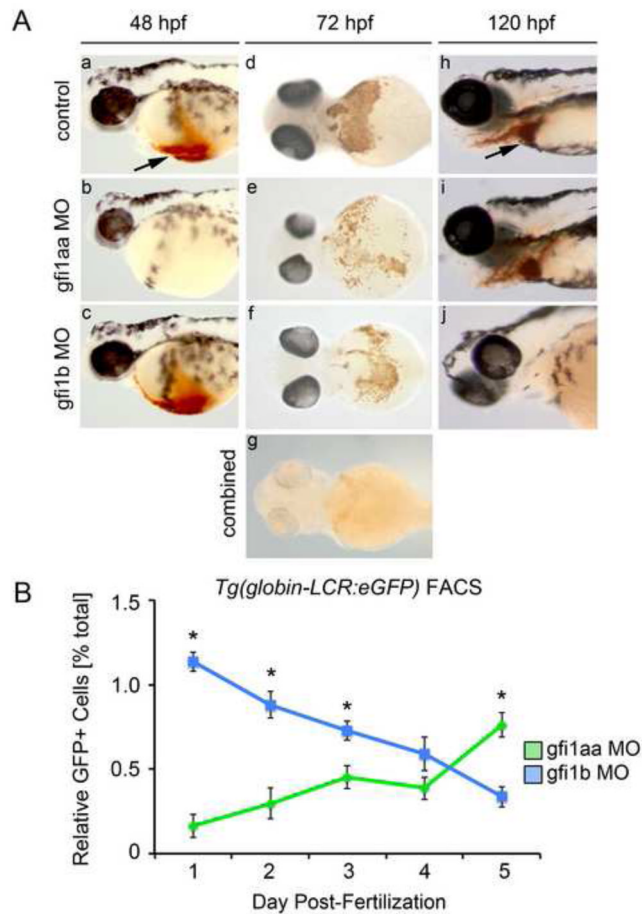 A
48 hpf
72 hpf
120 hpf
control
a
d
h
gfi1aa MO
b
e
i
gfi1b MO
c
f
j
combined
g
B
Tg(globin-LCR:eGFP) FACS
Relative GFP+ Cells [% total]
1.5
1.0
0.5
0
*
*
*
*
gfi1aa MO
gfi1b MO
1 2 3 4 5
Day Post-Fertilization